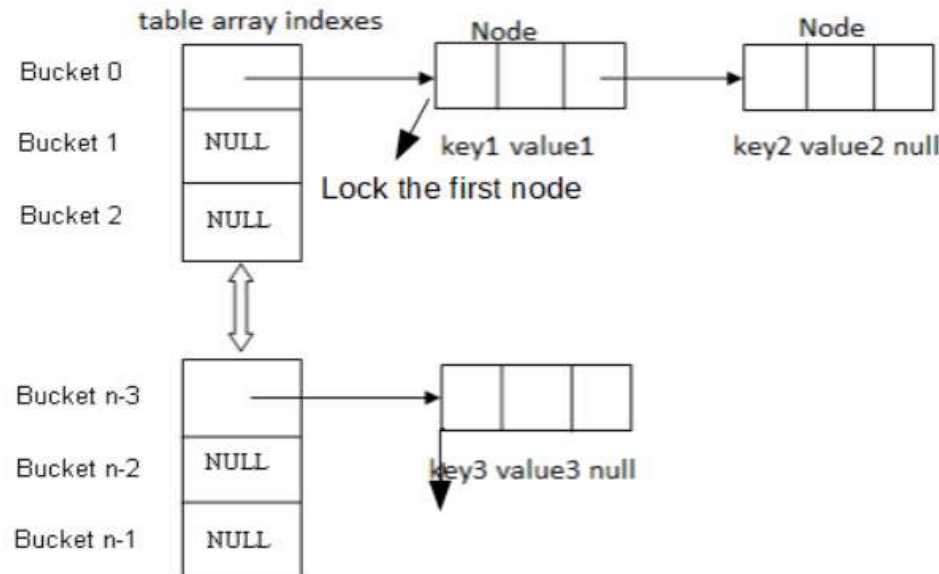 table array indexes
Node
Node
Bucket 0
Bucket 1
NULL
key1 value1
key2 value2 null
Lock the first node
Bucket 2
NULL
Bucket n-3
Bucket n-2
NULL
key3 value3 null
Bucket n-1
NULL